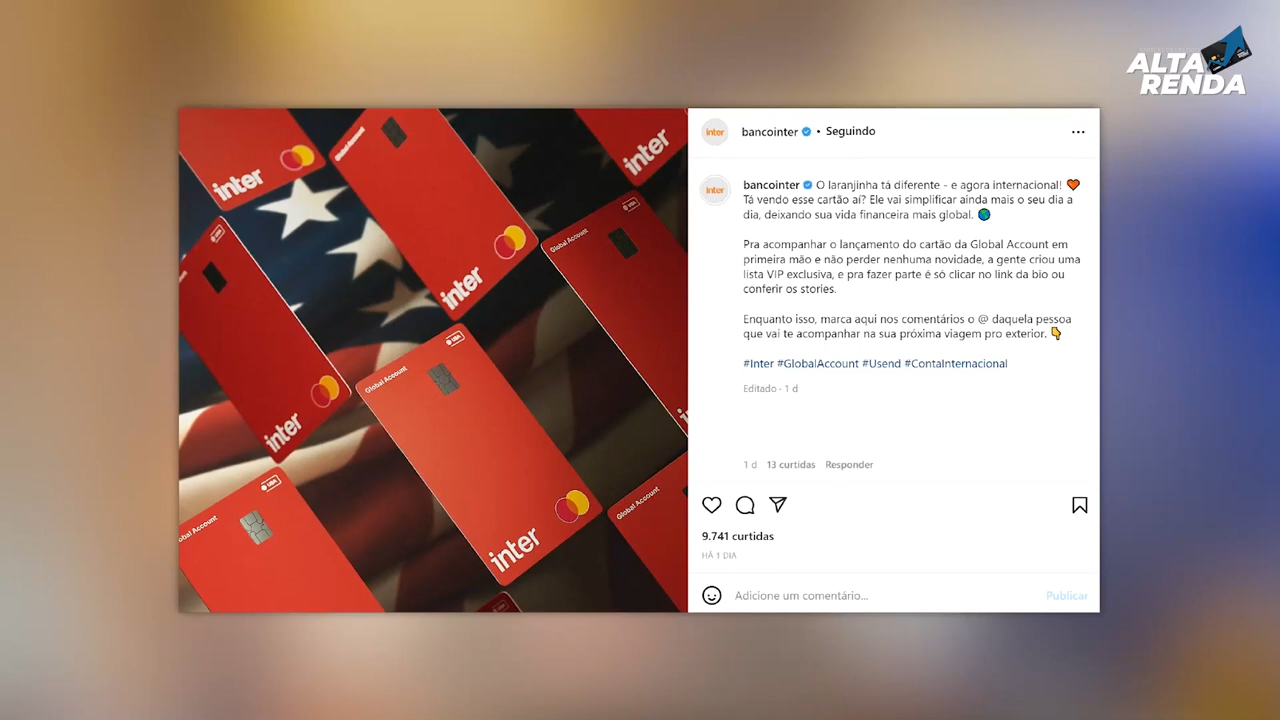 ALTA
RENDA
inter
inter
inter
inter
inter
Global Account
Global Account
USA
Global Account
USA
Global Account
inter
bancointer • Seguindo
inter
bancointer O laranjinha tá diferente - e agora internacional! 🧡
Tá vendo esse cartão aí? Ele vai simplificar ainda mais o seu dia a
dia, deixando sua vida financeira mais global. 🌎
Pra acompanhar o lançamento do cartão da Global Account em
primeira mão e não perder nenhuma novidade, a gente criou uma
lista VIP exclusiva, e pra fazer parte é só clicar no link da bio ou
conferir os stories.
Enquanto isso, marca aqui nos comentários o @ daquela pessoa
que vai te acompanhar na sua próxima viagem pro exterior. 👇
#Inter #GlobalAccount #Usend #ContaInternacional
Editado · 1 d
1 d 13 curtidas Responder
9.741 curtidas
HÁ 1 DIA
Adicione um comentário... Publicar